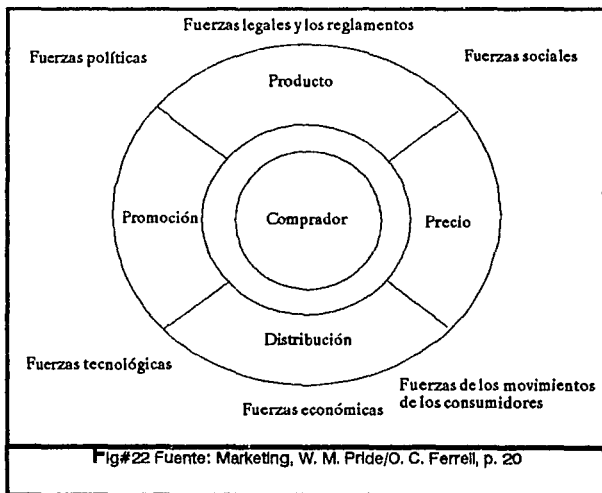 Fuerzas legales y los reglamentos
Fuerzas políticas
Fuerzas sociales
Producto
Promoción
Comprador
Precio
Distribución
Fuerzas tecnológicas
Fuerzas de los movimientos
de los consumidores
Fuerzas económicas
Fig#22 Fuente: Marketing, W. M. Pride/O. C. Ferrell, p. 20